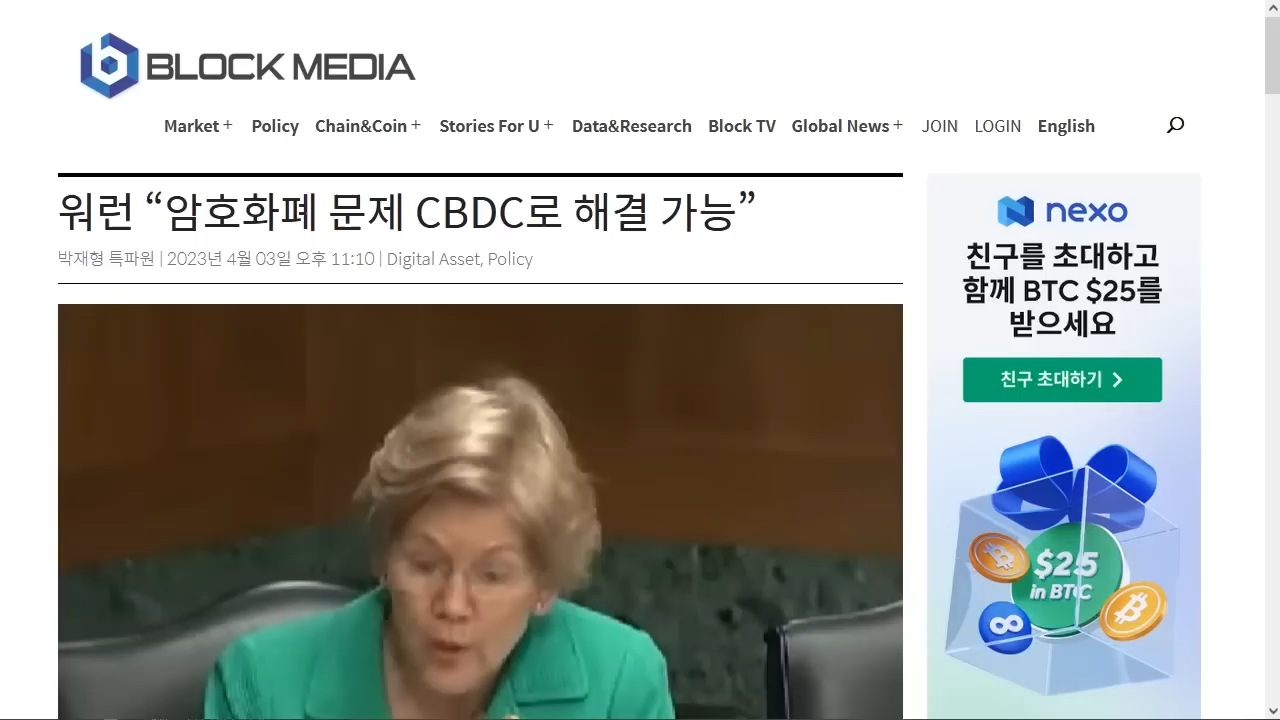 BLOCK MEDIA
Market + Policy Chain&Coin + Stories For U + Data&Research Block TV Global News + JOIN LOGIN English
워런 “암호화폐 문제 CBDC로 해결 가능”
박재형 특파원 | 2023년 4월 03일 오후 11:10 | Digital Asset, Policy
nexo
친구를 초대하고
함께 BTC $25를
받으세요
친구 초대하기
$25
in BTC